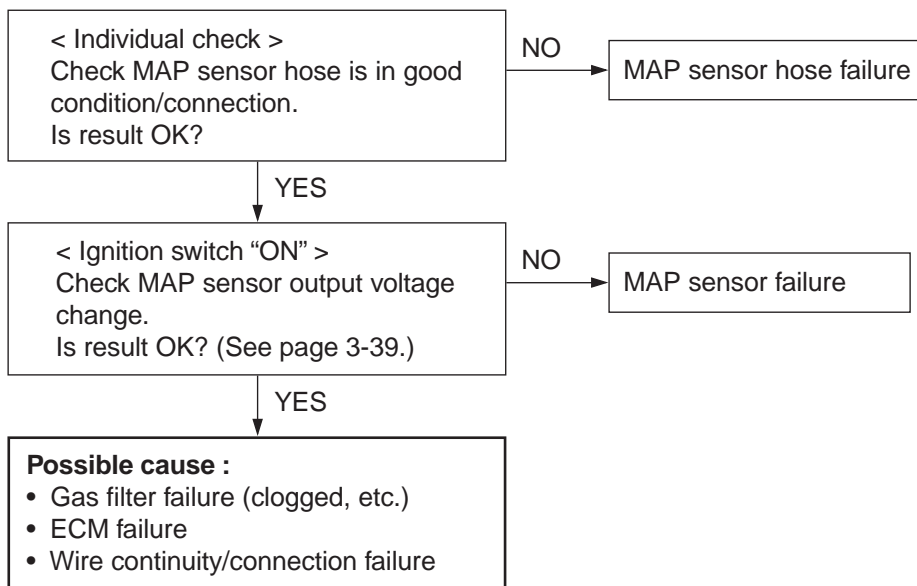 < Individual check >
Check MAP sensor hose is in good
condition/connection.
Is result OK?
NO
MAP sensor hose failure
YES
< Ignition switch “ON” >
Check MAP sensor output voltage
change.
Is result OK? (See page 3-39.)
NO
MAP sensor failure
YES
Possible cause :
• Gas filter failure (clogged, etc.)
• ECM failure
• Wire continuity/connection failure